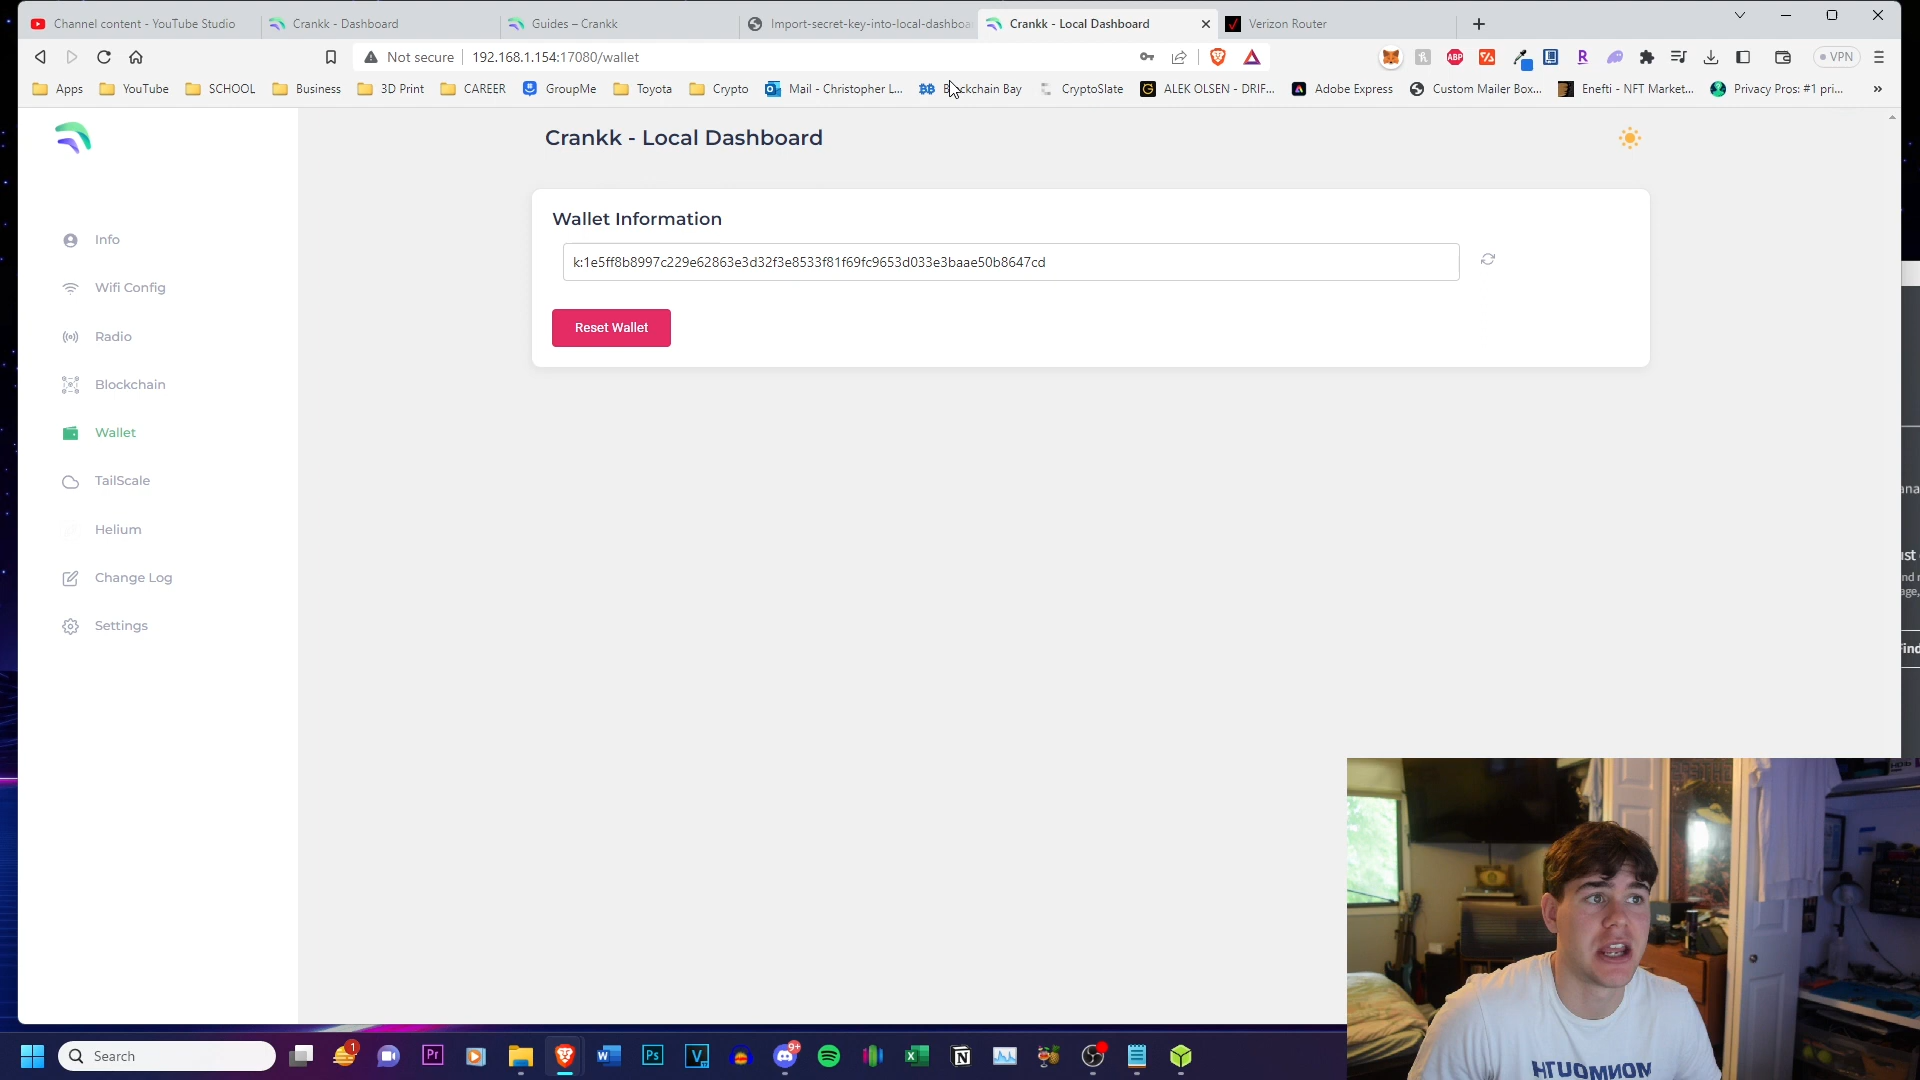 Channel content - YouTube Studio
Crankk - Dashboard
Guides – Crankk
Import-secret-key-into-local-dashboa
Crankk - Local Dashboard
Verizon Router
Not secure
192.168.1.154:17080/wallet
VPN
Apps
YouTube
SCHOOL
Business
3D Print
CAREER
GroupMe
Toyota
Crypto
Mail - Christopher L...
Blockchain Bay
CryptoSlate
ALEK OLSEN - DRIF...
Adobe Express
Custom Mailer Box...
Enefti - NFT Market...
Privacy Pros: #1 pri...
»
Crankk - Local Dashboard
Info
Wifi Config
Radio
Blockchain
Wallet
TailScale
Helium
Change Log
Settings
Wallet Information
k:1e5ff8b8997c229e62863e3d32f3e8533f81f69fc9653d033e3baae50b8647cd
Reset Wallet
Search
1
9+
MONMOUTH